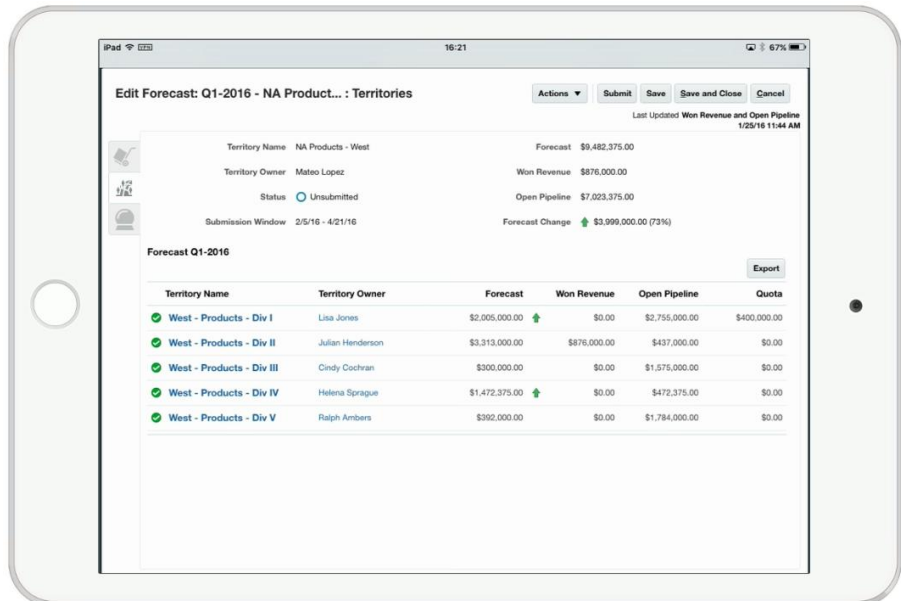 iPad VPN 16:21 67%
Edit Forecast: Q1-2016 - NA Product... : Territories Actions Submit Save Save and Close Cancel
Last Updated Won Revenue and Open Pipeline
1/25/16 11:44 AM
Territory Name NA Products - West Forecast $9,482,375.00
Territory Owner Mateo Lopez Won Revenue $876,000.00
Status Unsubmitted Open Pipeline $7,023,375.00
Submission Window 2/5/16 - 4/21/16 Forecast Change $3,999,000.00 (73%)
Forecast Q1-2016
Export
Territory Name Territory Owner Forecast Won Revenue Open Pipeline Quota
West - Products - Div I Lisa Jones $2,005,000.00 $0.00 $2,755,000.00 $400,000.00
West - Products - Div II Julian Henderson $3,313,000.00 $876,000.00 $437,000.00 $0.00
West - Products - Div III Cindy Cochran $300,000.00 $0.00 $1,575,000.00 $0.00
West - Products - Div IV Helena Sprague $1,472,375.00 $0.00 $472,375.00 $0.00
West - Products - Div V Ralph Ambers $392,000.00 $0.00 $1,784,000.00 $0.00